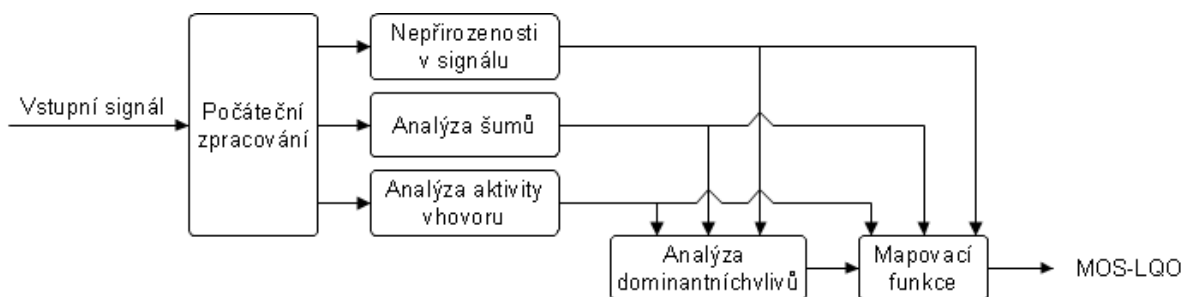 Nepřirozenosti
v signálu
Vstupní signál
Počáteční
zpracování
Analýza šumů
Analýza aktivity
vhovoru
Analýza
dominantníchvlivů
Mapovací
funkce
MOS-LQO